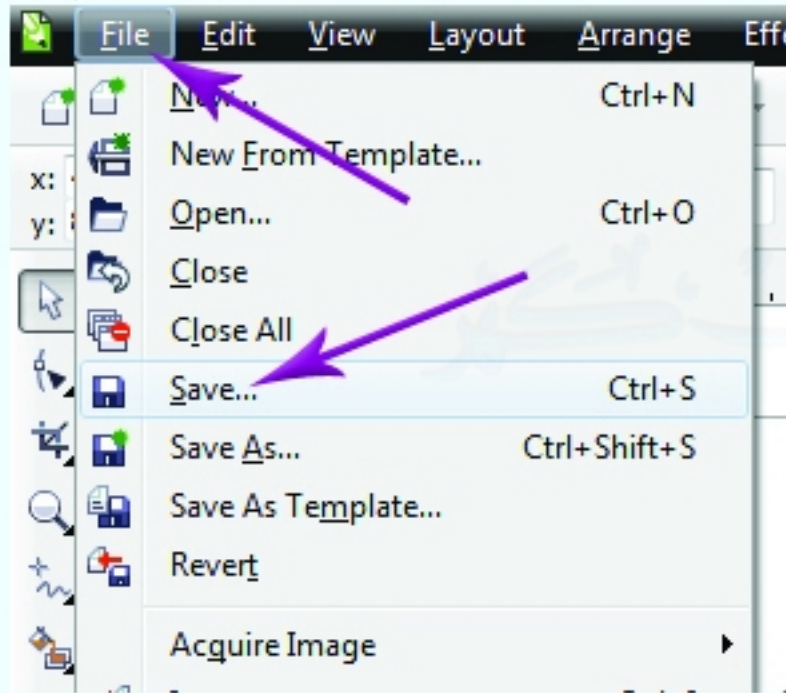 File Edit View Layout Arrange Eff
New... Ctrl+N
New From Template...
x:
y:
Open... Ctrl+O
Close
Close All
Save... Ctrl+S
Save As... Ctrl+Shift+S
Save As Template...
Revert
Acquire Image